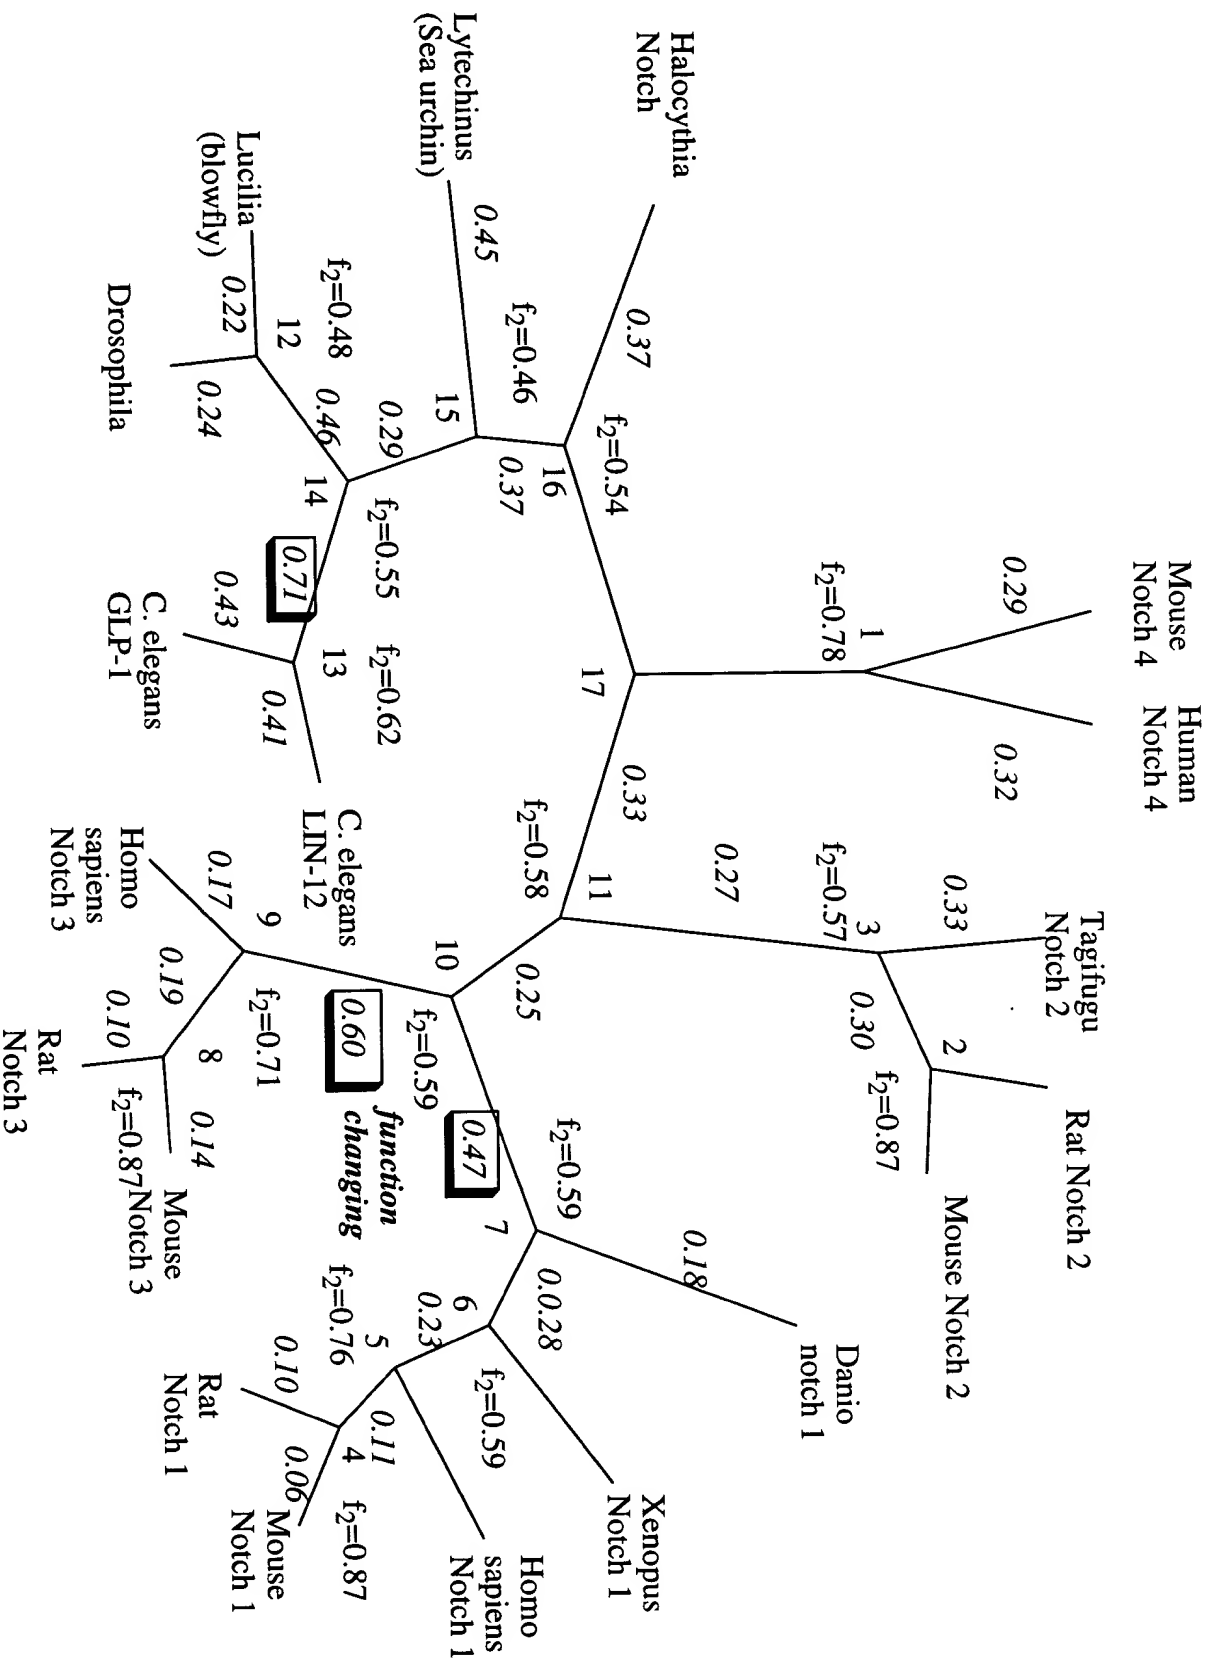 Mouse
Notch 4
Human
Notch 4
0.29
0.32
1
f2=0.78
Tagifugu
Notch 2
0.33
3
f2=0.57
0.27
0.30
2
f2=0.87
Rat Notch 2
Mouse Notch 2
Halocythia
Notch
0.37
f2=0.54
16
17
0.33
11
f2=0.58
0.25
Lytechinus
(Sea urchin)
0.45
f2=0.46
15
0.37
0.29
Lucilia
(blowfly)
0.22
12
f2=0.48
0.46
14
f2=0.55
Drosophila
0.24
0.71
13
f2=0.62
0.43
C. elegans
GLP-1
0.41
C. elegans
LIN-12
10
f2=0.59
0.60
function
changing
0.47
f2=0.59
7
0.18
Danio
notch 1
0.0.28
6
f2=0.59
Xenopus
Notch 1
0.23
5
f2=0.76
Homo
sapiens
Notch 1
0.11
4
f2=0.87
0.10
Rat
Notch 1
0.06
Mouse
Notch 1
Homo
sapiens
Notch 3
0.17
9
f2=0.71
0.19
8
f2=0.87
0.10
Rat
Notch 3
0.14
Mouse
Notch 3